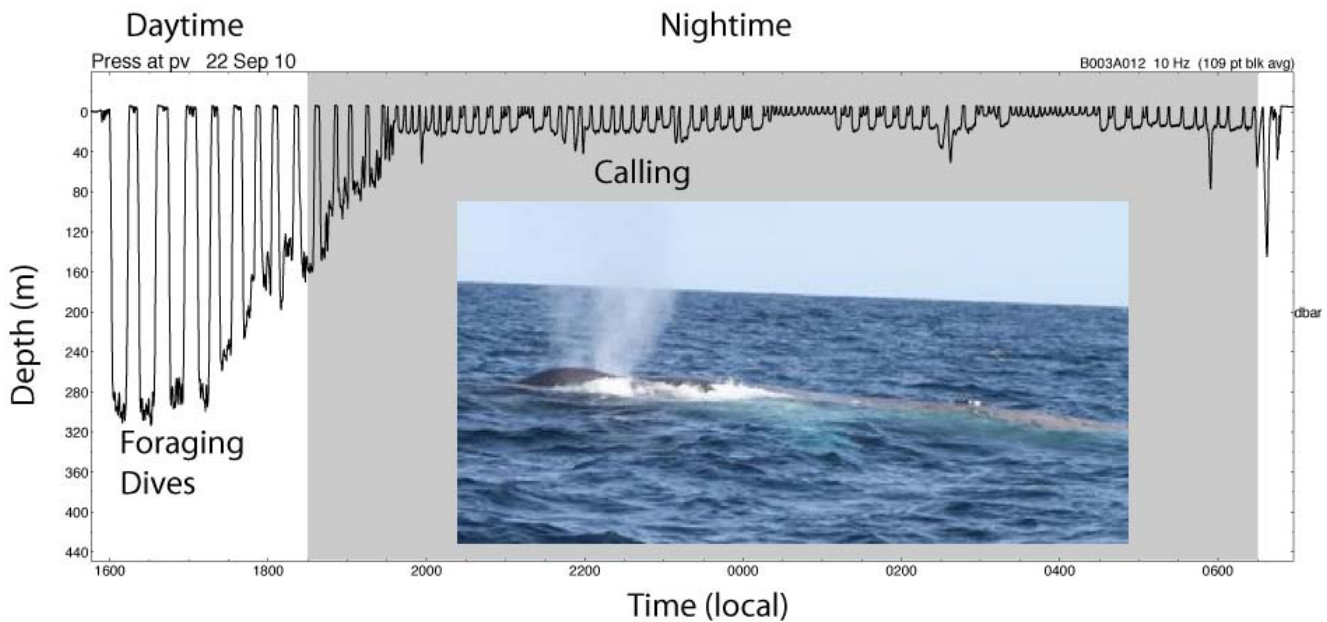 Daytime
Nightime
Press at pv 22 Sep 10
B003A012 10 Hz (109 pt blk avg)
0
40
80
120
160
200
240
280
320
360
400
440
Depth (m)
dbar
Calling
Foraging
Dives
1600
1800
2000
2200
0000
0200
0400
0600
Time (local)